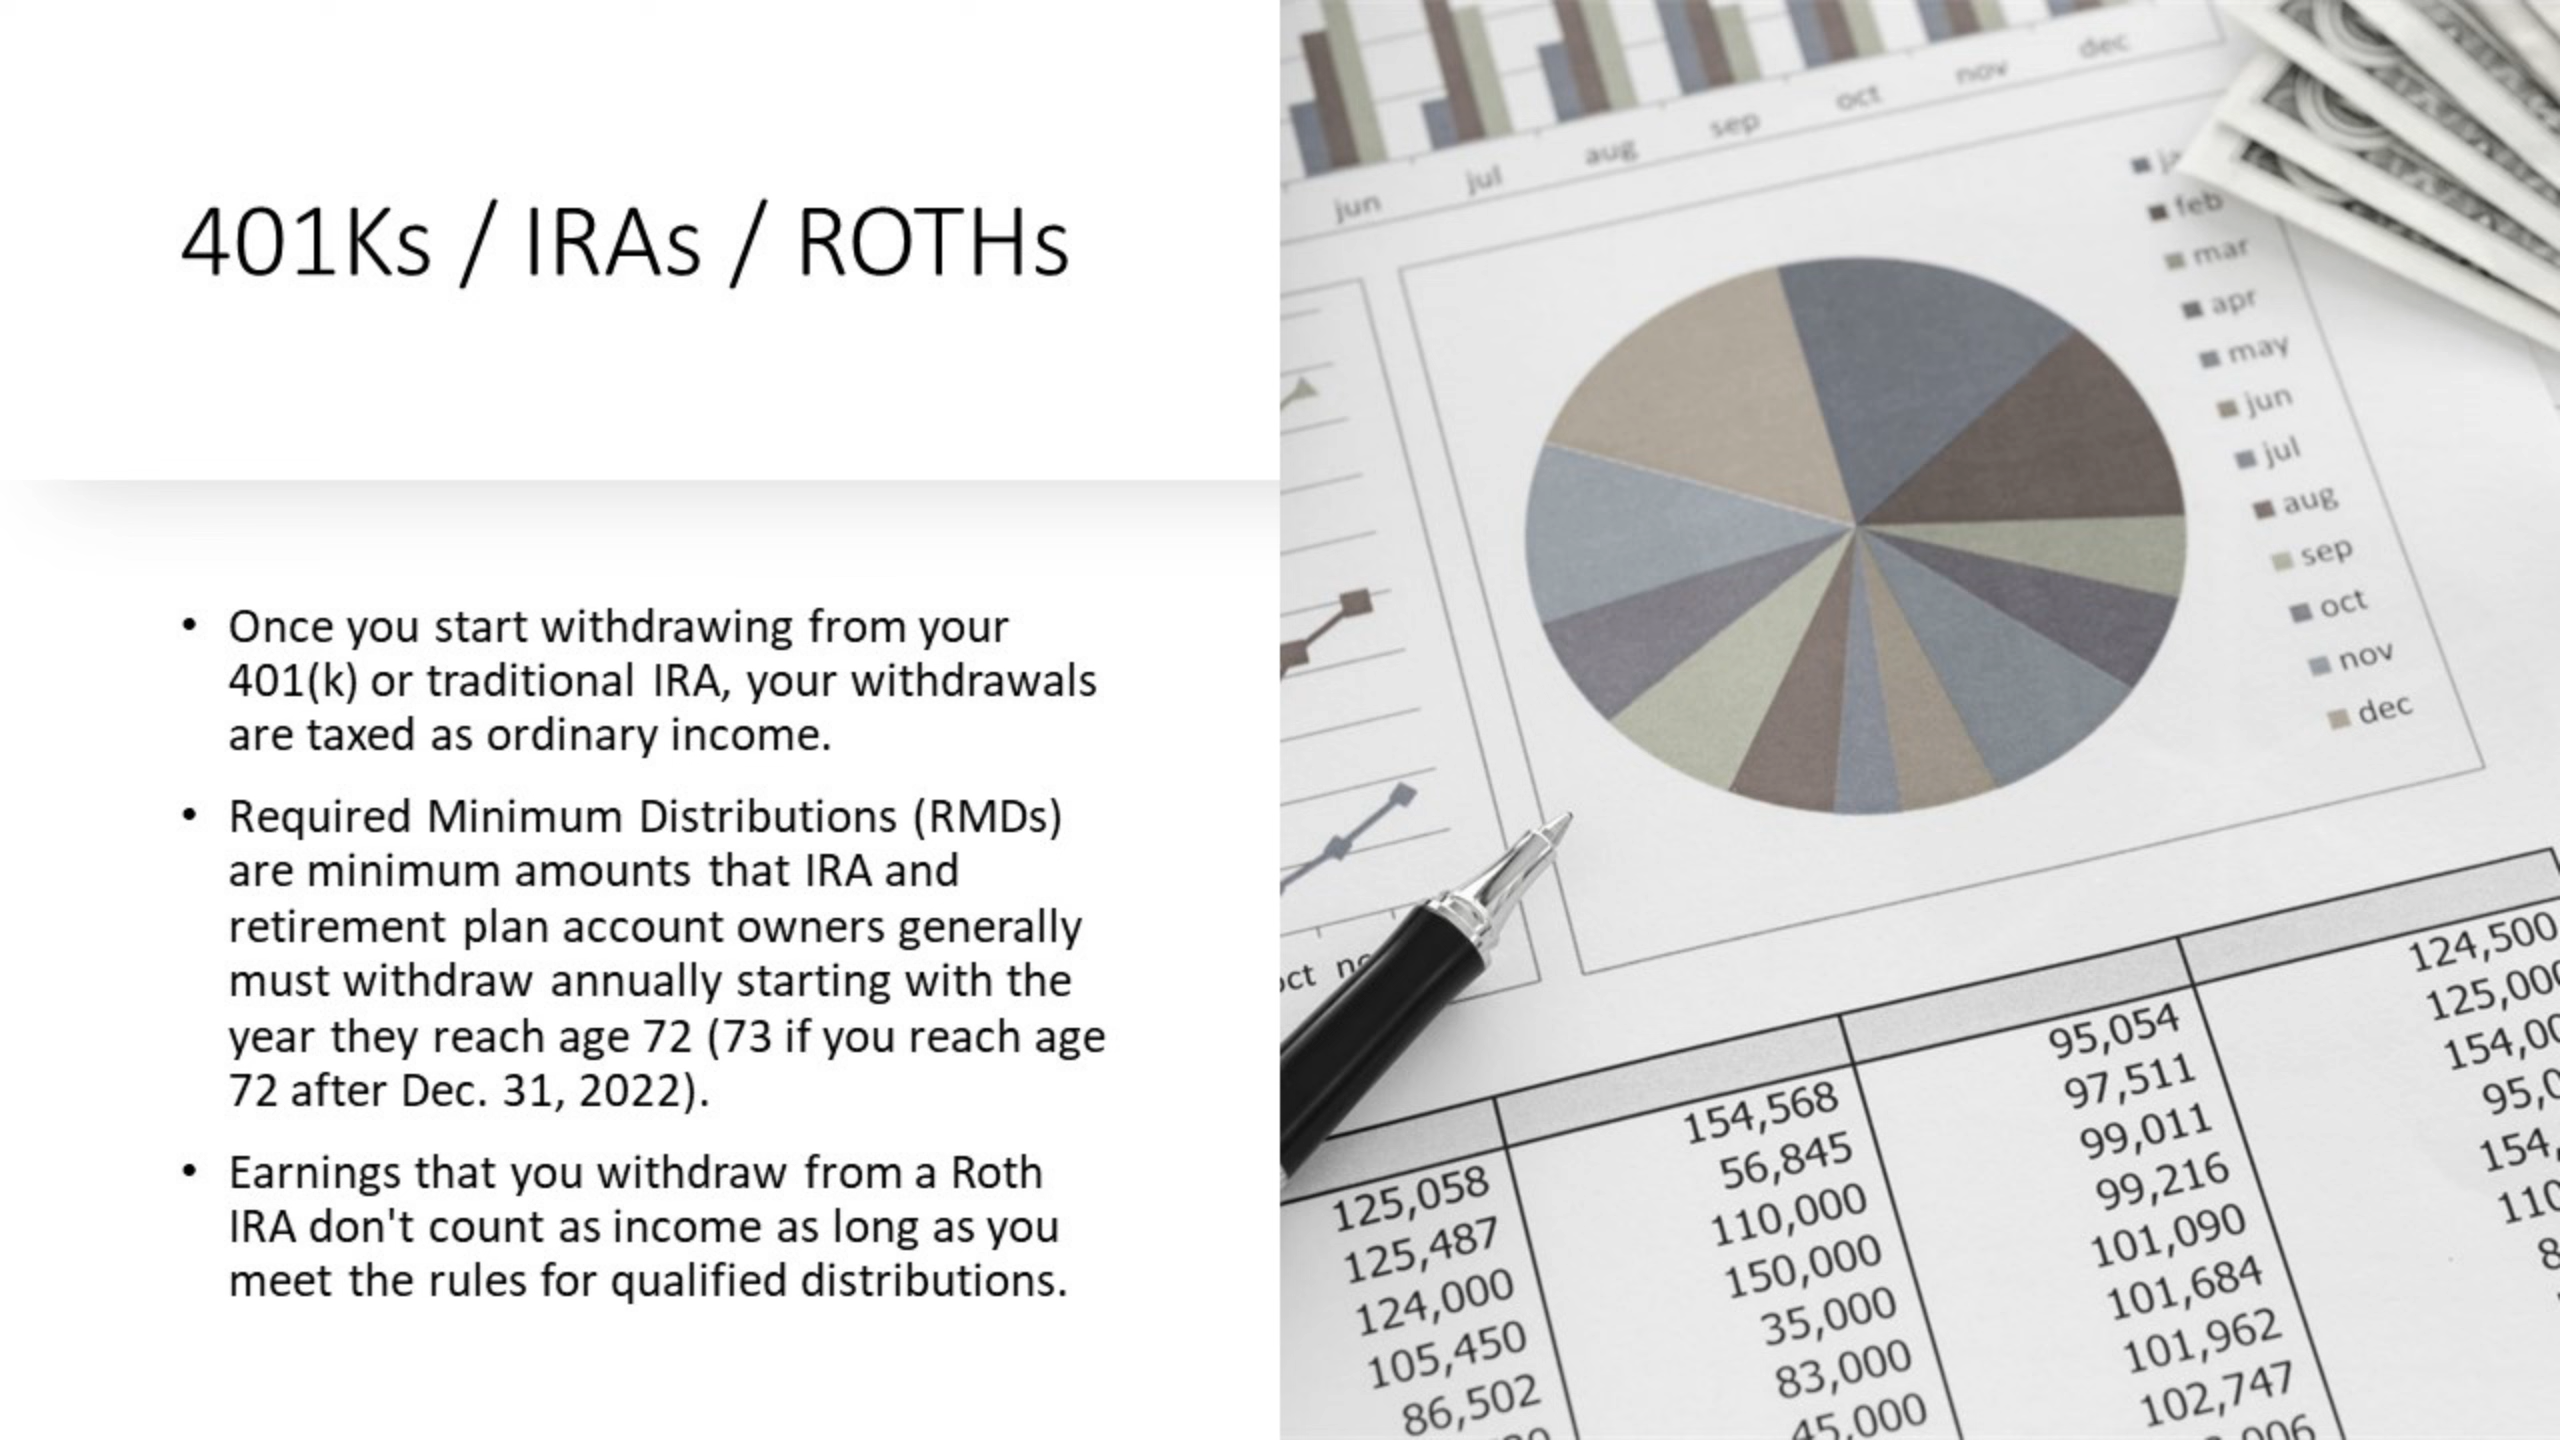 401Ks / IRAs / ROTHs
• Once you start withdrawing from your
401(k) or traditional IRA, your withdrawals
are taxed as ordinary income.
• Required Minimum Distributions (RMDs)
are minimum amounts that IRA and
retirement plan account owners generally
must withdraw annually starting with the
year they reach age 72 (73 if you reach age
72 after Dec. 31, 2022).
• Earnings that you withdraw from a Roth
IRA don't count as income as long as you
meet the rules for qualified distributions.
jun jul aug sep oct nov dec
feb
mar
apr
may
jun
jul
aug
sep
oct
nov
dec
125,058
125,487
124,000
105,450
86,502
154,568
56,845
110,000
150,000
35,000
83,000
45,000
95,054
97,511
99,011
99,216
101,090
101,684
101,962
102,747
124,500